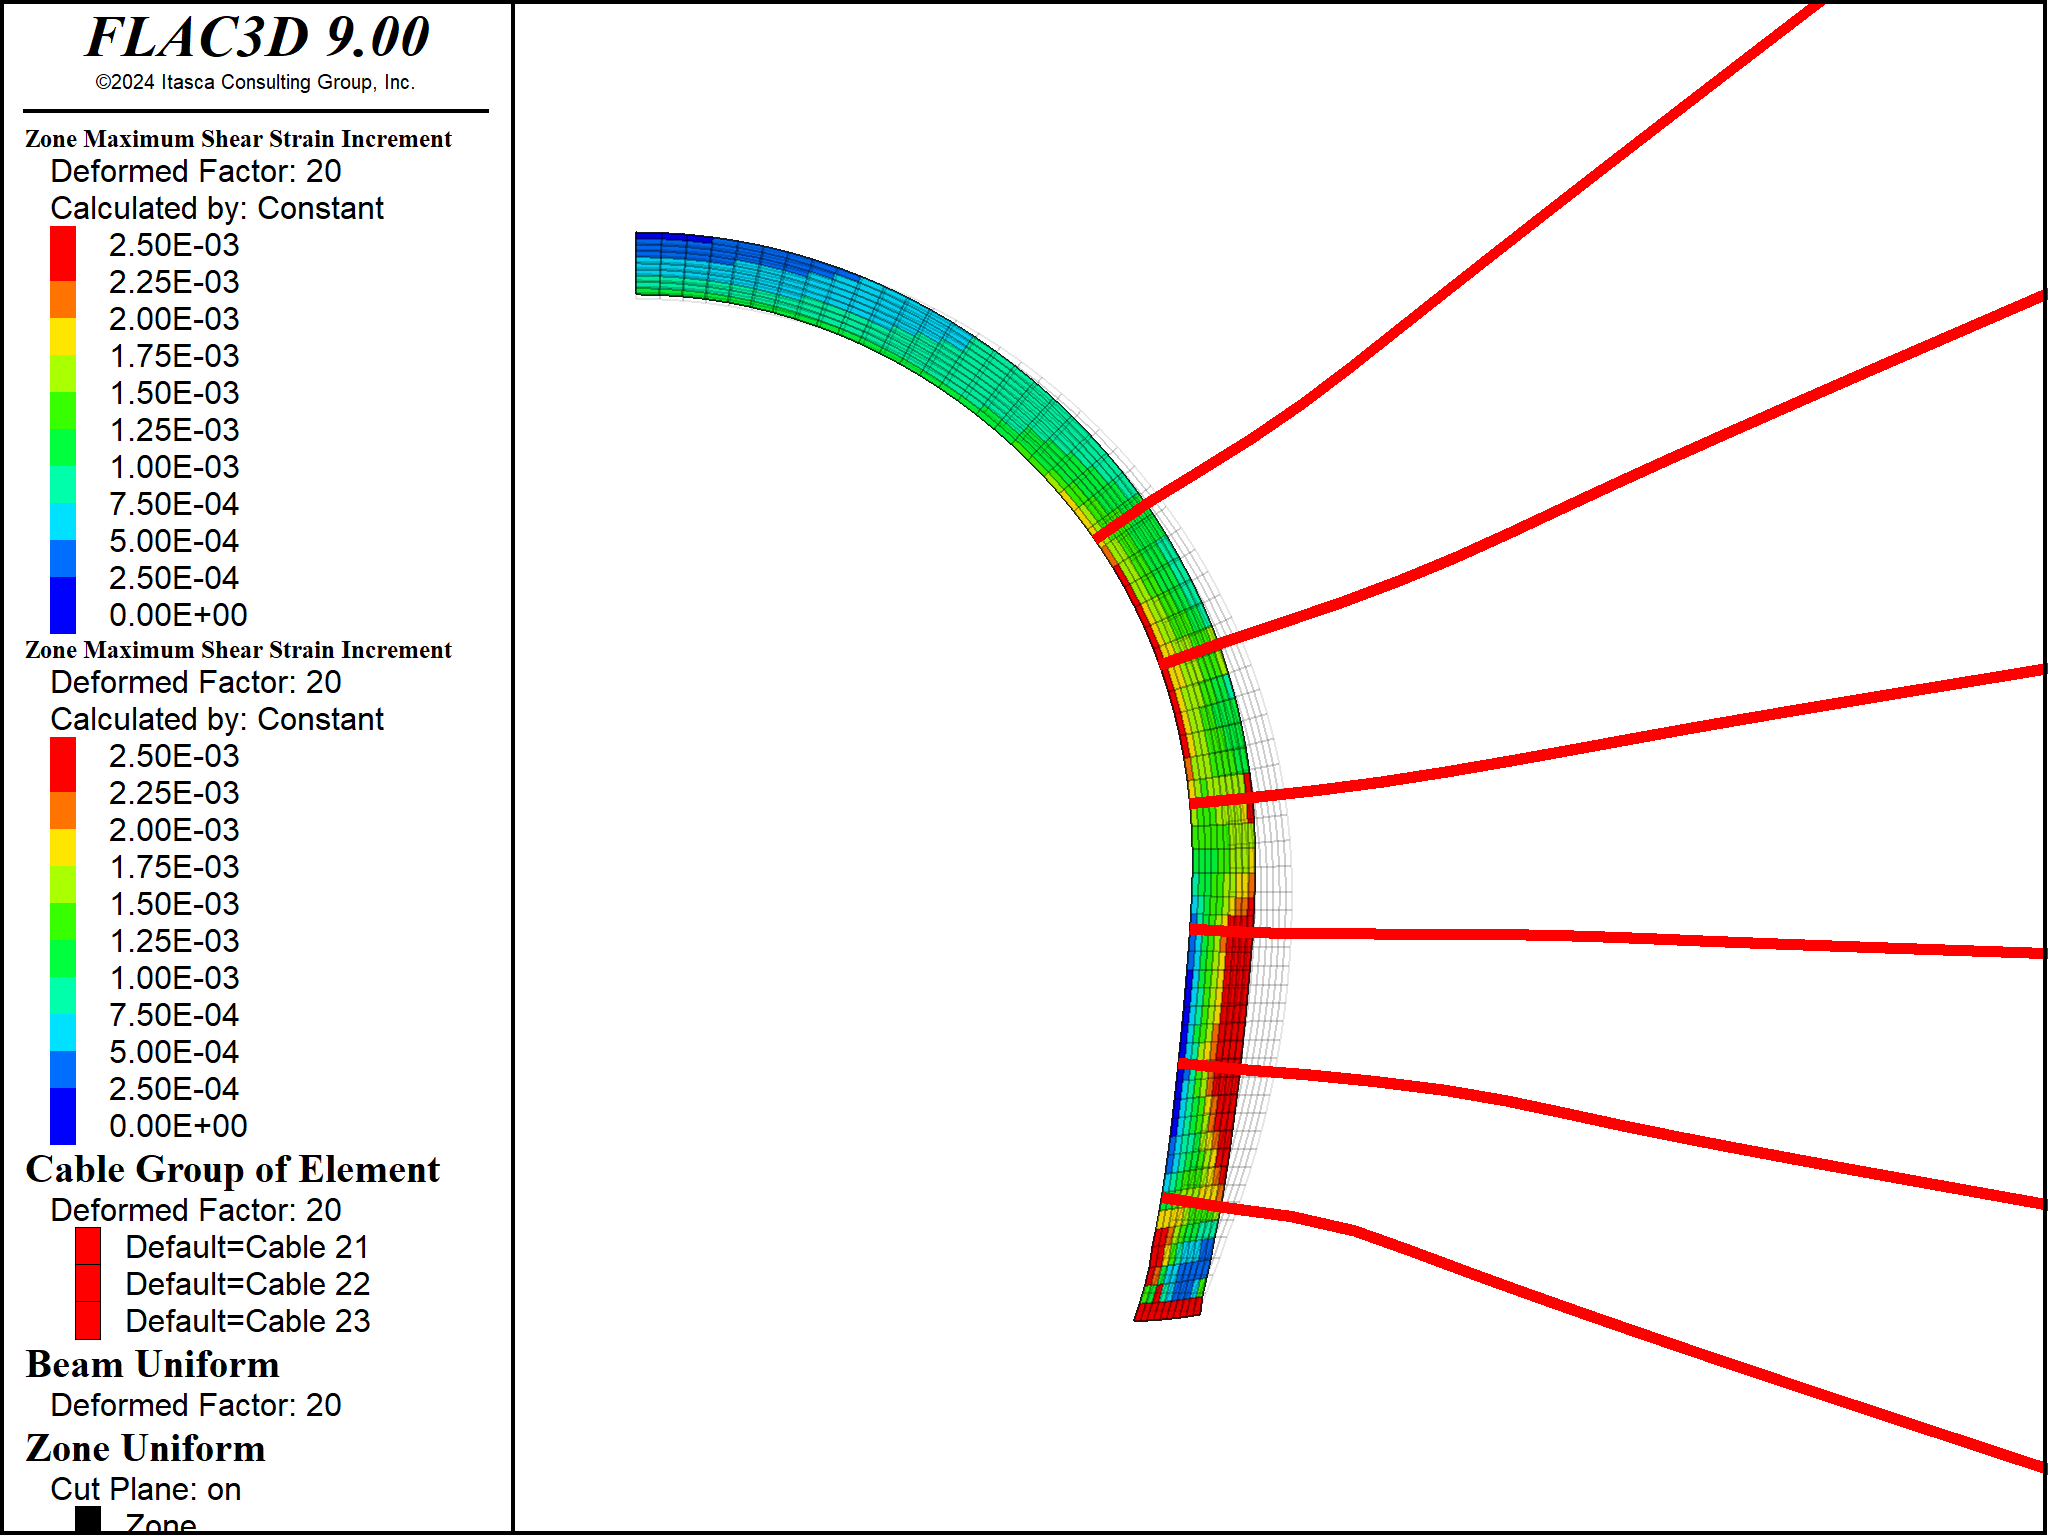 FLAC3D 9.00
©2024 Itasca Consulting Group, Inc.
Zone Maximum Shear Strain Increment
Deformed Factor: 20
Calculated by: Constant
2.50E-03
2.25E-03
2.00E-03
1.75E-03
1.50E-03
1.25E-03
1.00E-03
7.50E-04
5.00E-04
2.50E-04
0.00E+00
Zone Maximum Shear Strain Increment
Deformed Factor: 20
Calculated by: Constant
2.50E-03
2.25E-03
2.00E-03
1.75E-03
1.50E-03
1.25E-03
1.00E-03
7.50E-04
5.00E-04
2.50E-04
0.00E+00
Cable Group of Element
Deformed Factor: 20
Default=Cable 21
Default=Cable 22
Default=Cable 23
Beam Uniform
Deformed Factor: 20
Zone Uniform
Cut Plane: on
Zone